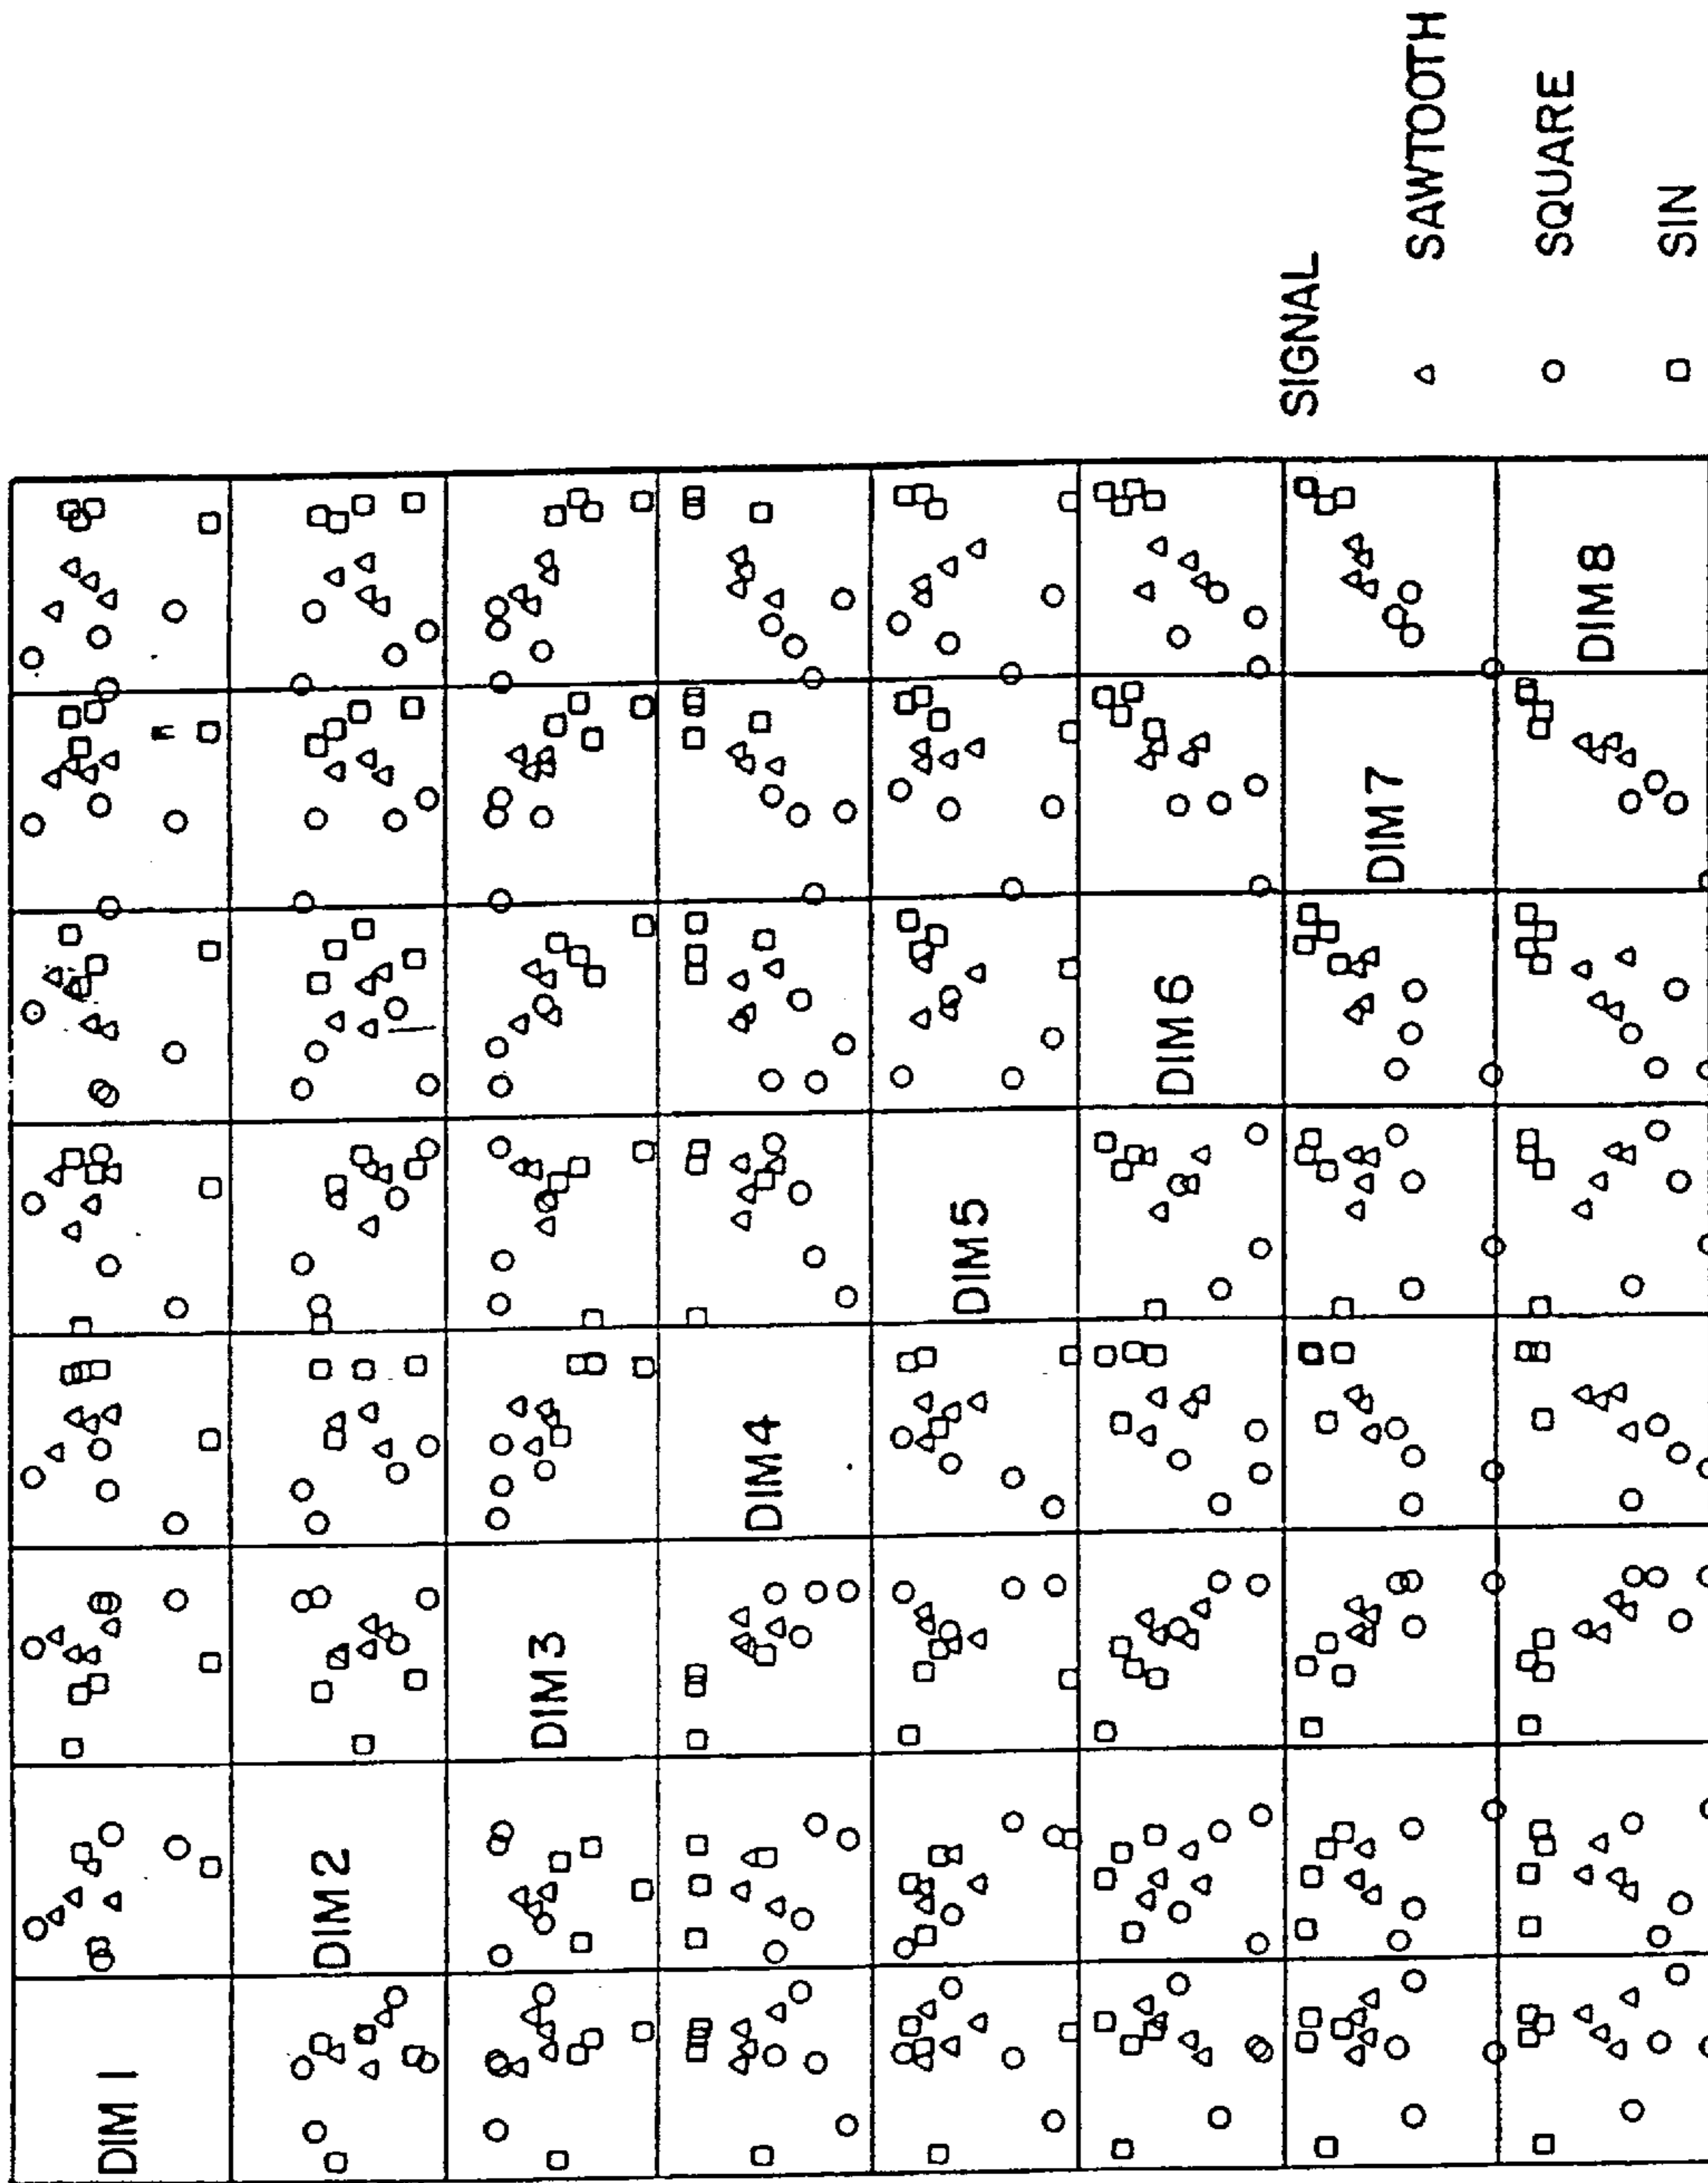 DIM 1
DIM 2
DIM 3
DIM 4
DIM 5
DIM 6
DIM 7
DIM 8
SIGNAL
SAWTOOTH
SQUARE
SIN